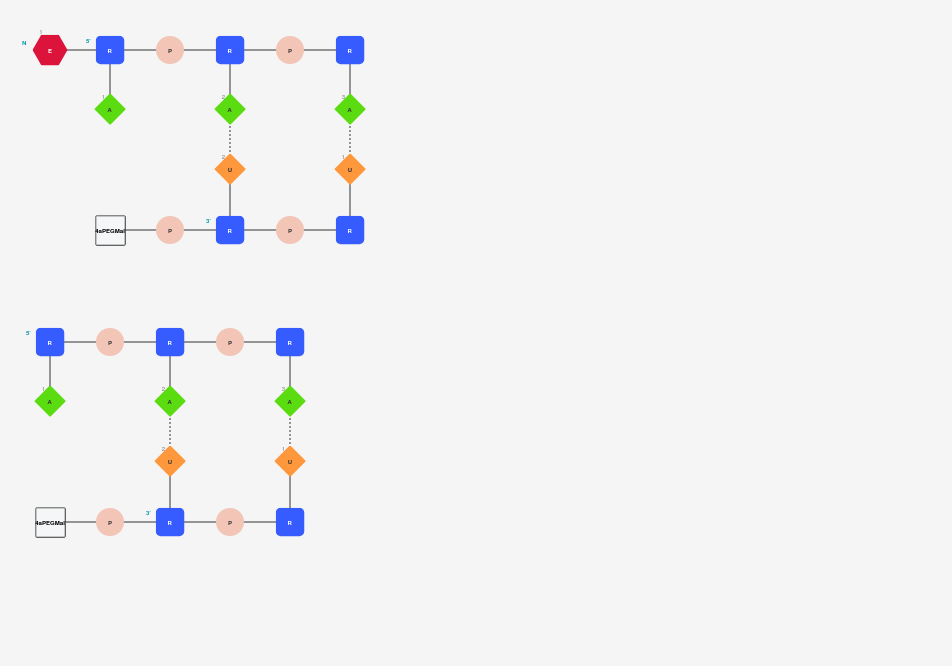 1
N E 5' R P R P R
1 2 3
A A A
2 1
U U
3'
4aPEGMal P R P R
5' R P R P R
1 2 3
A A A
2 1
U U
3'
4aPEGMal P R P R